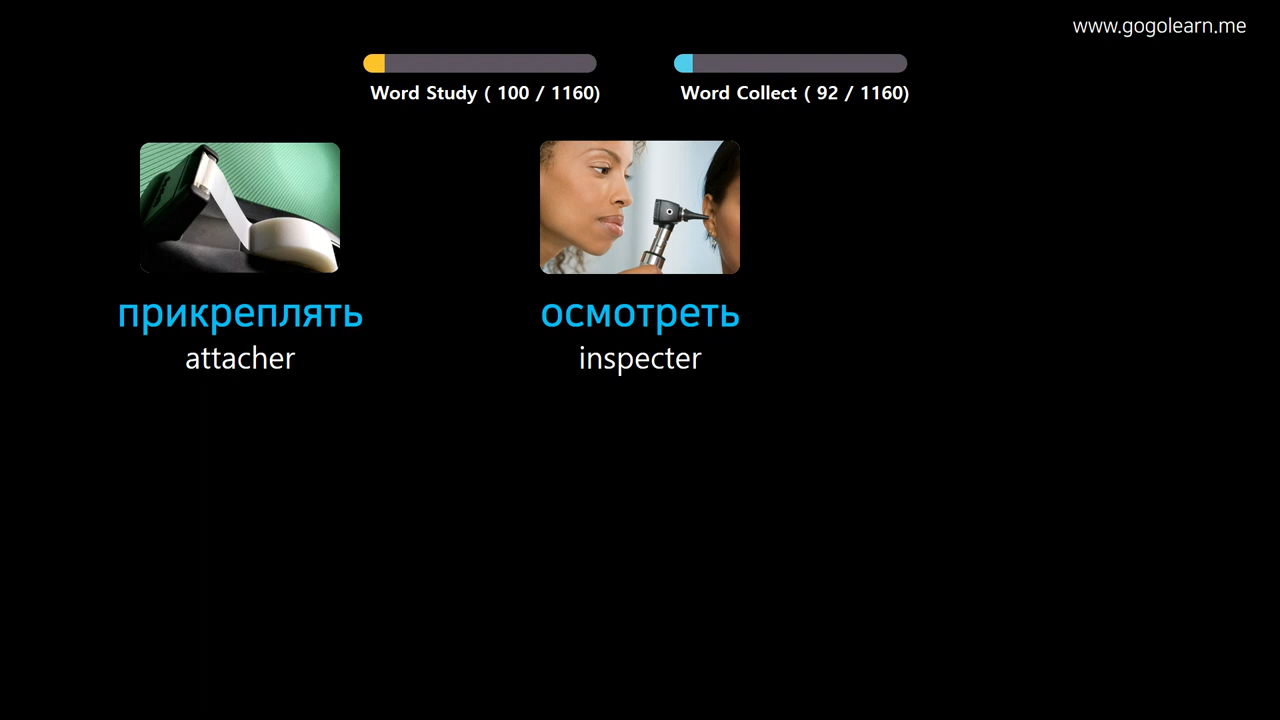 www.gogolearn.me
Word Study ( 100 / 1160)
Word Collect ( 92 / 1160)
прикреплять
attacher
осмотреть
inspecter